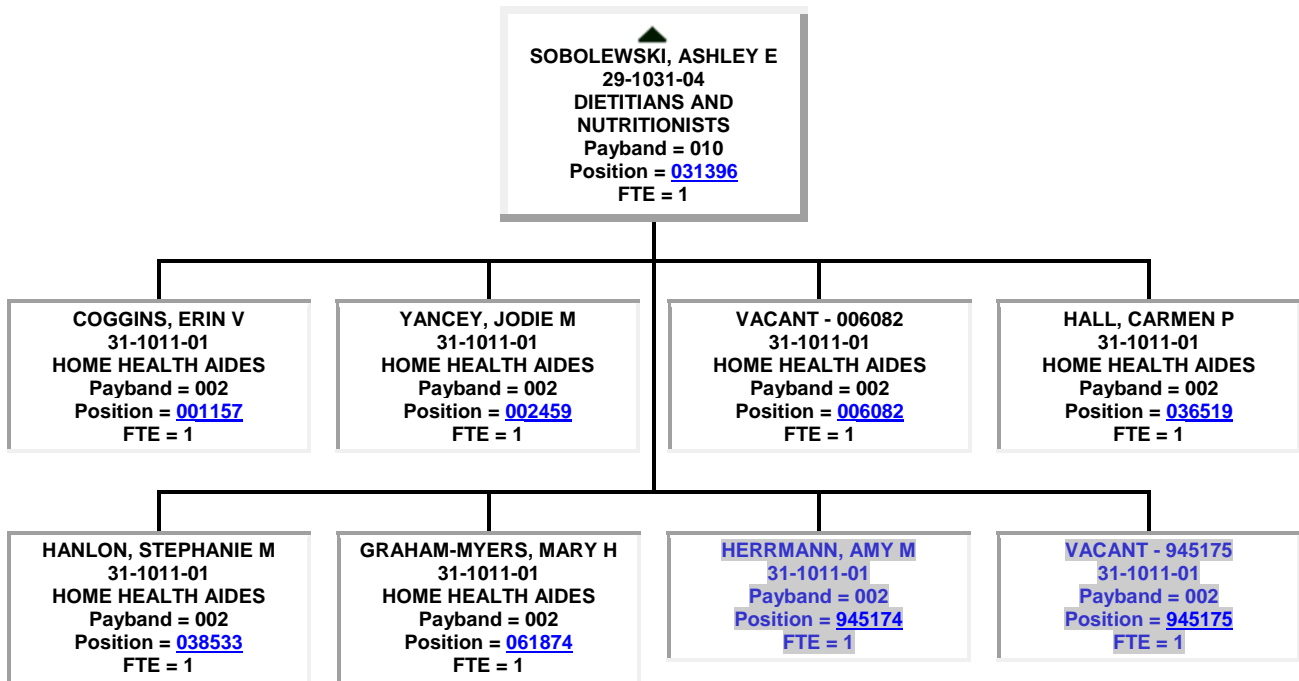 SOBOLEWSKI, ASHLEY E
29-1031-04
DIETITIANS AND
NUTRITIONISTS
Payband = 010
Position = 031396
FTE = 1
COGGINS, ERIN V
31-1011-01
HOME HEALTH AIDES
Payband = 002
Position = 001157
FTE = 1
YANCEY, JODIE M
31-1011-01
HOME HEALTH AIDES
Payband = 002
Position = 002459
FTE = 1
VACANT - 006082
31-1011-01
HOME HEALTH AIDES
Payband = 002
Position = 006082
FTE = 1
HALL, CARMEN P
31-1011-01
HOME HEALTH AIDES
Payband = 002
Position = 036519
FTE = 1
HANLON, STEPHANIE M
31-1011-01
HOME HEALTH AIDES
Payband = 002
Position = 038533
FTE = 1
GRAHAM-MYERS, MARY H
31-1011-01
HOME HEALTH AIDES
Payband = 002
Position = 061874
FTE = 1
HERRMANN, AMY M
31-1011-01
Payband = 002
Position = 945174
FTE = 1
VACANT - 945175
31-1011-01
Payband = 002
Position = 945175
FTE = 1